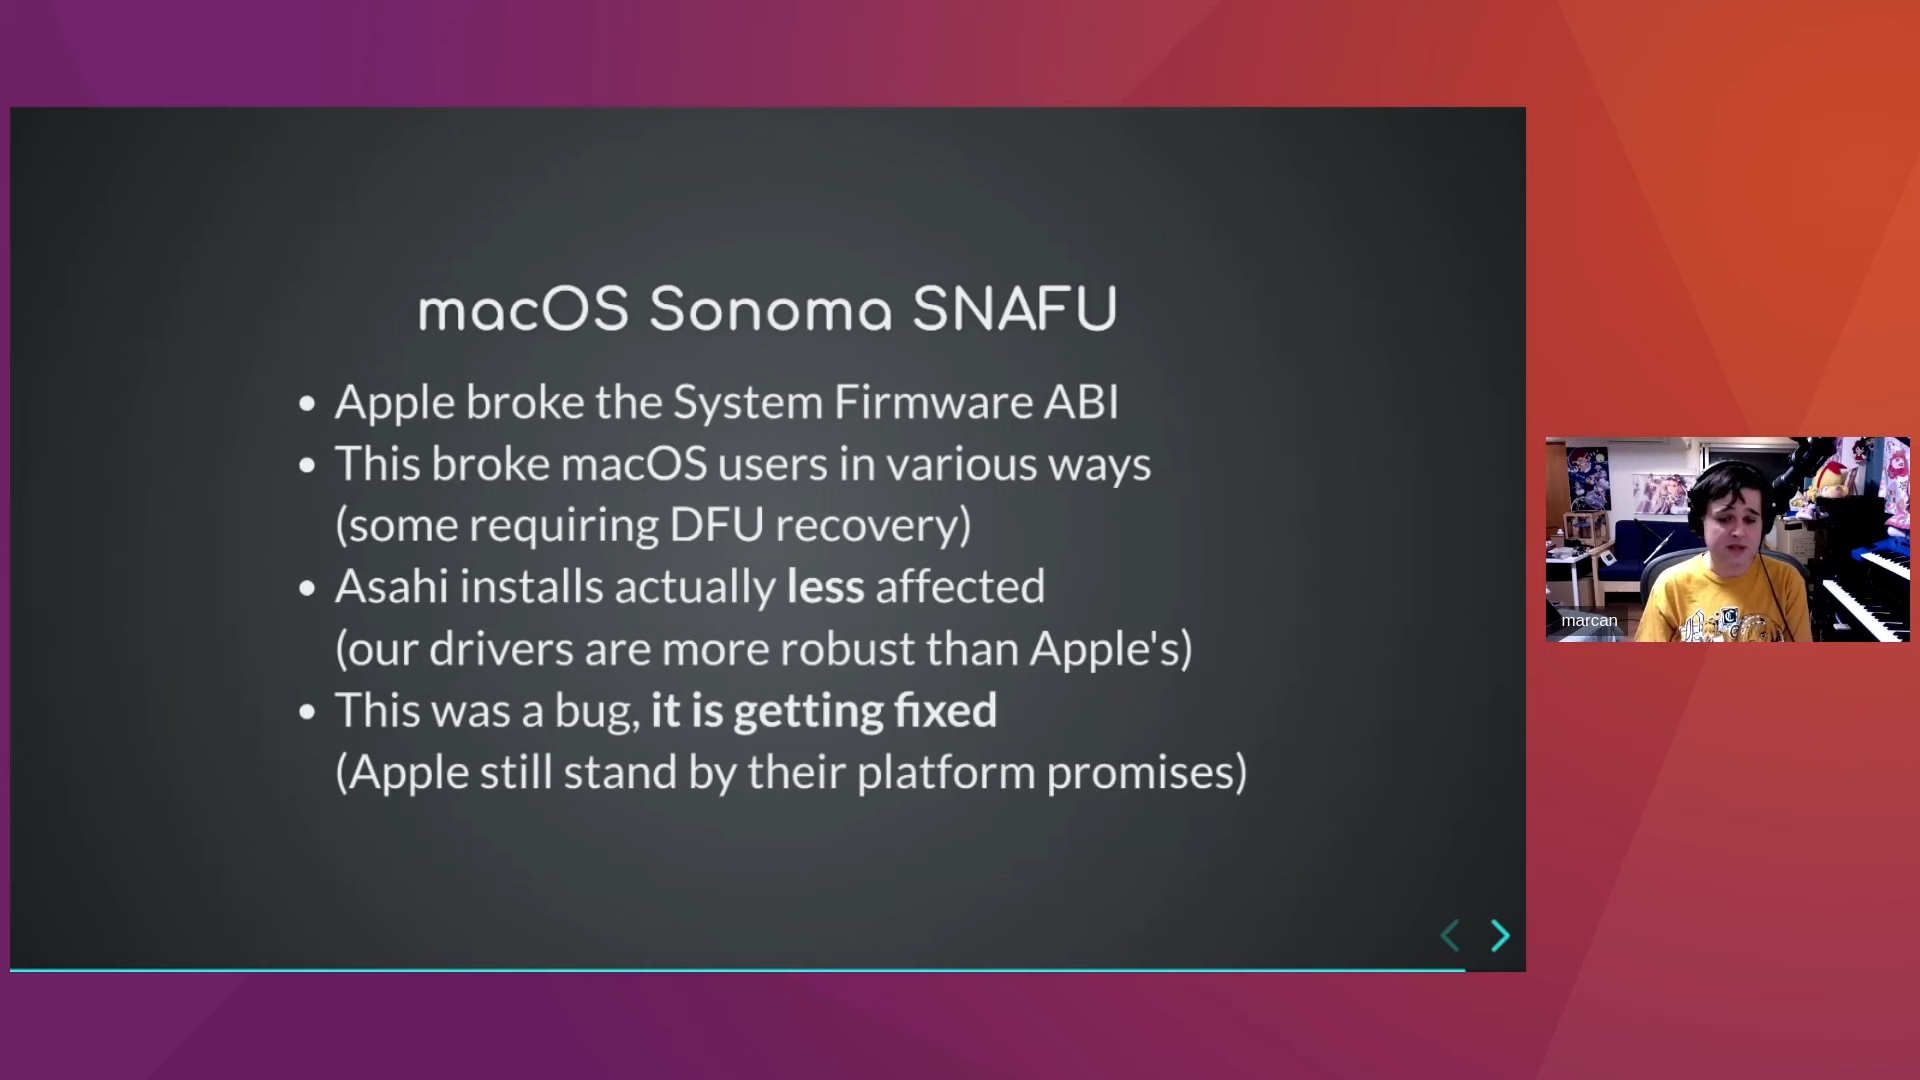 macOS Sonoma SNAFU
• Apple broke the System Firmware ABI
• This broke macOS users in various ways
(some requiring DFU recovery)
• Asahi installs actually less affected
(our drivers are more robust than Apple's)
• This was a bug, it is getting fixed
(Apple still stand by their platform promises)
marcan